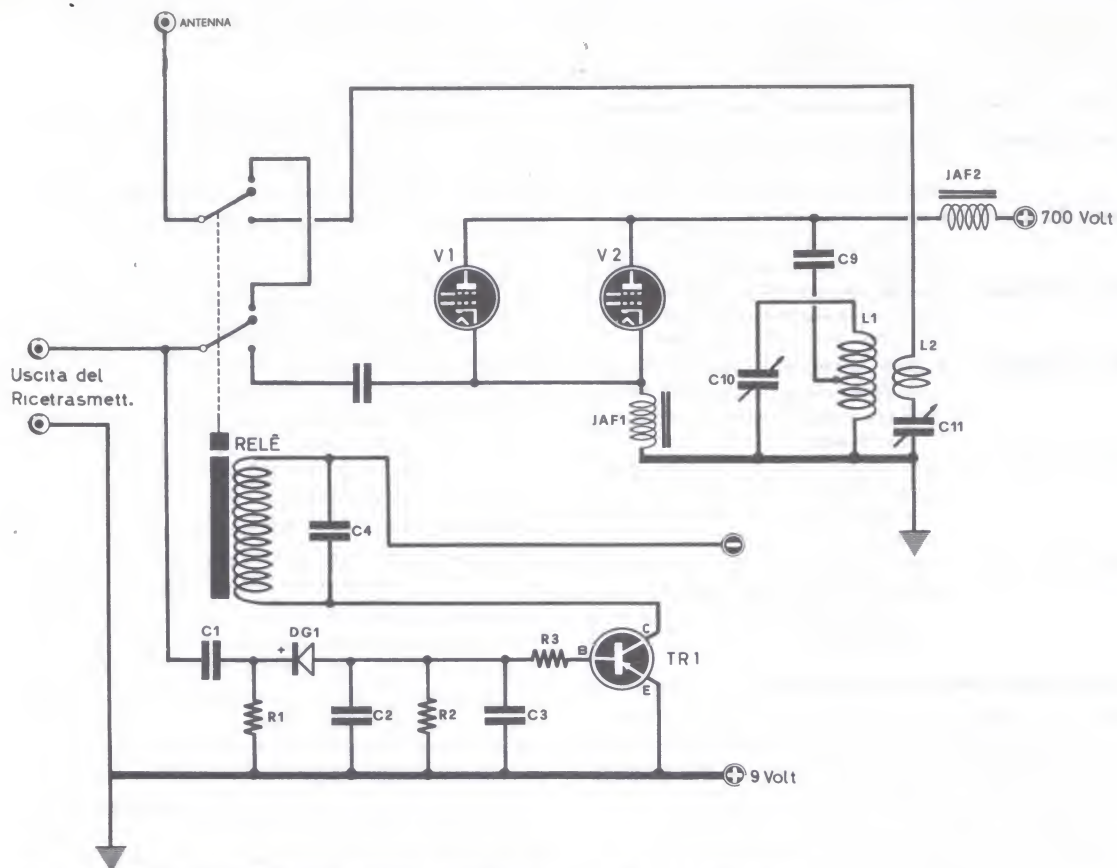 ANTENNA
JAF2
+ 700 Volt
V1
V2
C9
L1
L2
C10
C11
JAF1
Uscita del
Ricetrasmett.
RELÊ
C4
-
C1
+
DG1
R3
B
C
E
TR1
R1
C2
R2
C3
+ 9 Volt